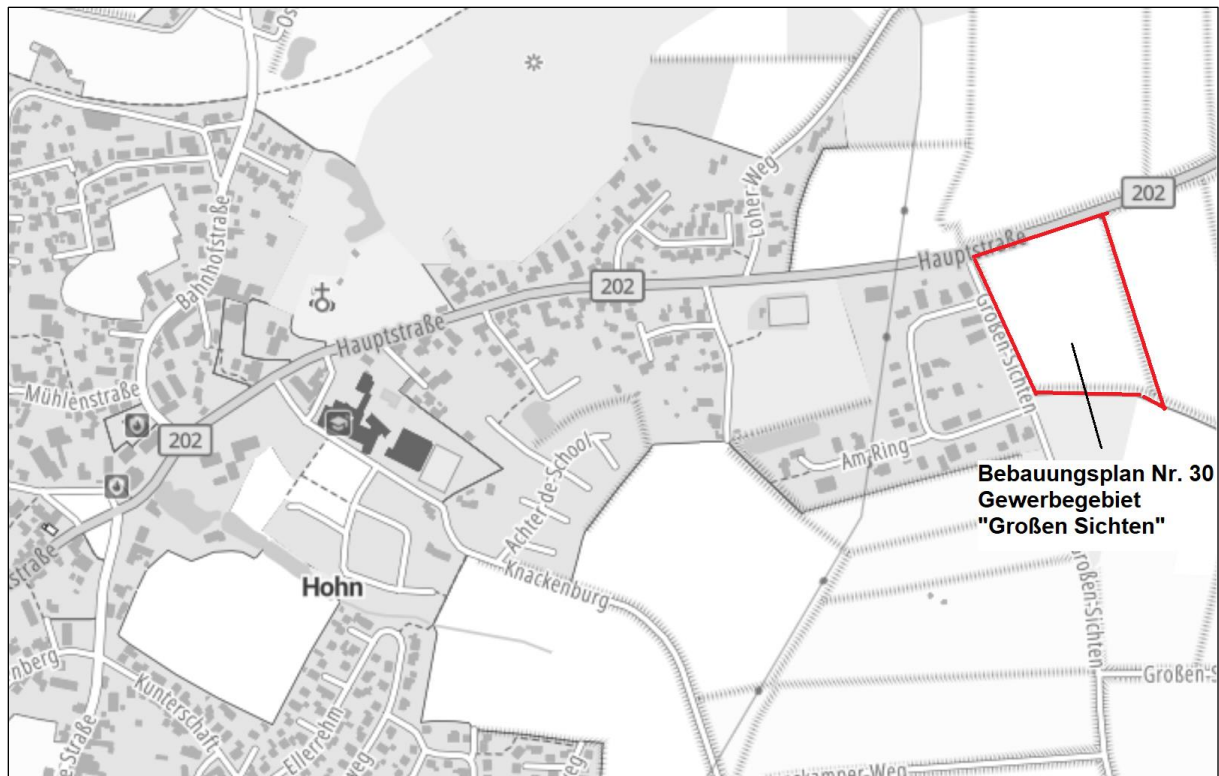 202
Loher Weg
Hauptstraße
Bahnhofstraße
202
Großen-Sichten
Hauptstraße
Mühlenstraße
202
Am Ring
Achter de School
Bebauungsplan Nr. 30
Gewerbegebiet
"Großen Sichten"
Knackenburg
Hohn
Großen-Sichten
Kunterschaft